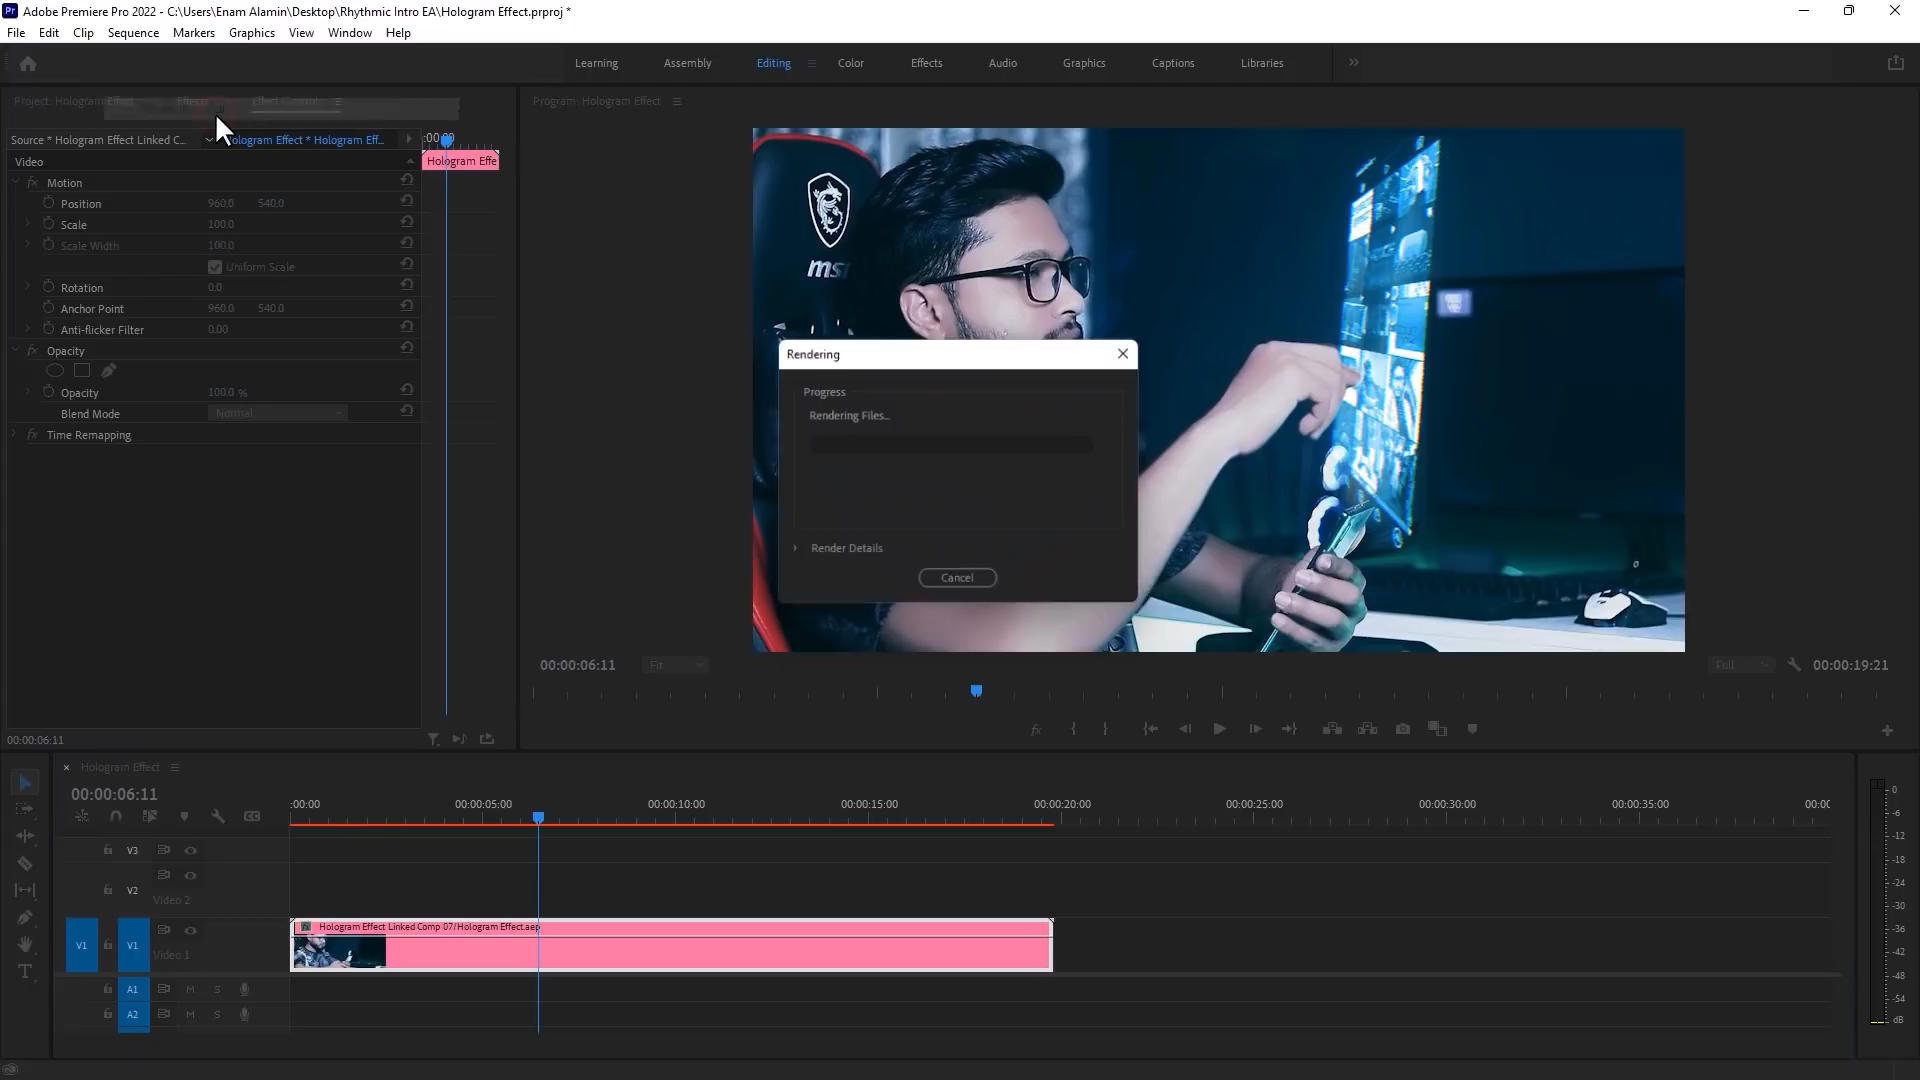 Adobe Premiere Pro 2022 - C:\Users\Enam Alamin\Desktop\Rhythmic Intro EA\Hologram Effect.prproj *
File Edit Clip Sequence Markers Graphics View Window Help
Learning Assembly Editing Color Effects Audio Graphics Captions Libraries
Project: Hologram Effect Effects Effect Controls
Program: Hologram Effect
Source * Hologram Effect Linked C... Hologram Effect * Hologram Eff...
:00:00
Video
Hologram Effe
Motion
Position 960.0 540.0
Scale 100.0
Scale Width 100.0
Uniform Scale
Rotation 0.0
Anchor Point 960.0 540.0
Anti-flicker Filter 0.00
Opacity
Opacity 100.0 %
Blend Mode Normal
Time Remapping
00:00:06:11
msi
Rendering
Progress
Rendering Files...
Render Details
Cancel
00:00:06:11 Fit Full 00:00:19:21
Hologram Effect
00:00:06:11
:00:00 00:00:05:00 00:00:10:00 00:00:15:00 00:00:20:00 00:00:25:00 00:00:30:00 00:00:35:00 00:00
V3
V2
Video 2
Hologram Effect Linked Comp 07/Hologram Effect.aep
V1 V1
Video 1
A1 M S
A2 M S
0
-6
-12
-18
-24
-30
-36
-42
-48
-54
dB